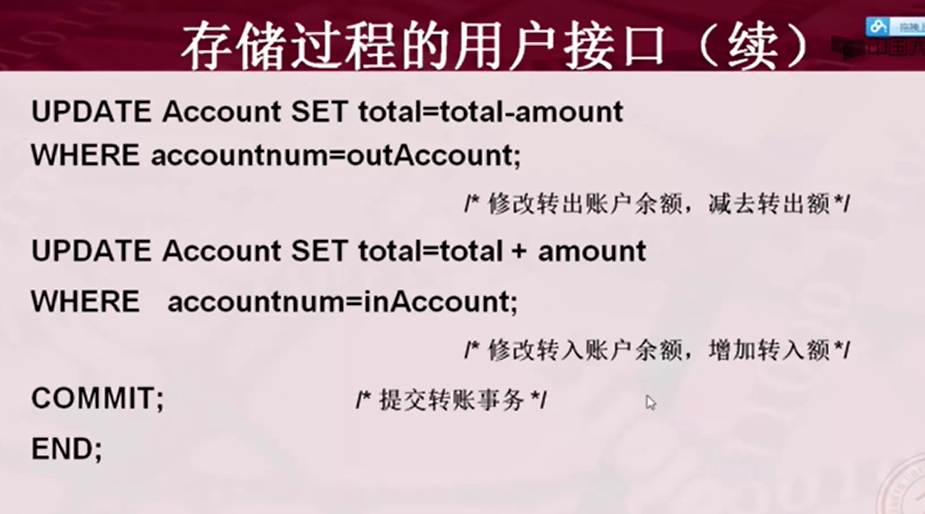 存储过程的用户接口（续）
UPDATE Account SET total=total-amount
WHERE accountnum=outAccount;
/* 修改转出账户余额，减去转出额 */
UPDATE Account SET total=total + amount
WHERE accountnum=inAccount;
/* 修改转入账户余额，增加转入额 */
COMMIT; /* 提交转账事务 */
END;